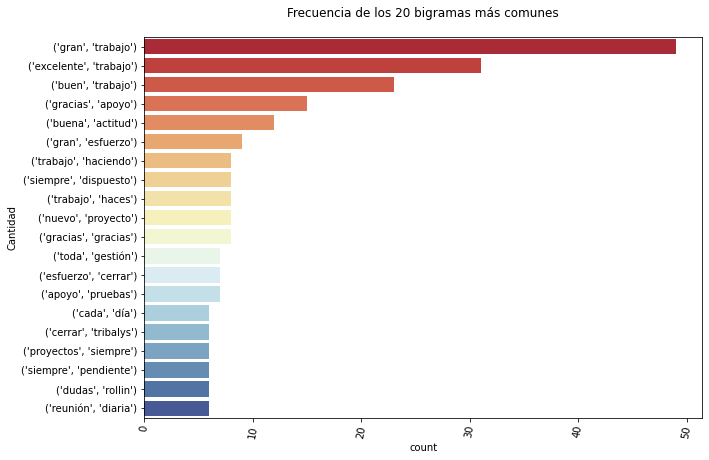 Frecuencia de los 20 bigramas más comunes
('gran', 'trabajo')
('excelente', 'trabajo')
('buen', 'trabajo')
('gracias', 'apoyo')
('buena', 'actitud')
('gran', 'esfuerzo')
('trabajo', 'haciendo')
('siempre', 'dispuesto')
('trabajo', 'haces')
('nuevo', 'proyecto')
('gracias', 'gracias')
('toda', 'gestión')
('esfuerzo', 'cerrar')
('apoyo', 'pruebas')
('cada', 'día')
('cerrar', 'tribalys')
('proyectos', 'siempre')
('siempre', 'pendiente')
('dudas', 'rollin')
('reunión', 'diaria')
Cantidad
0 10 20 30 40 50
count